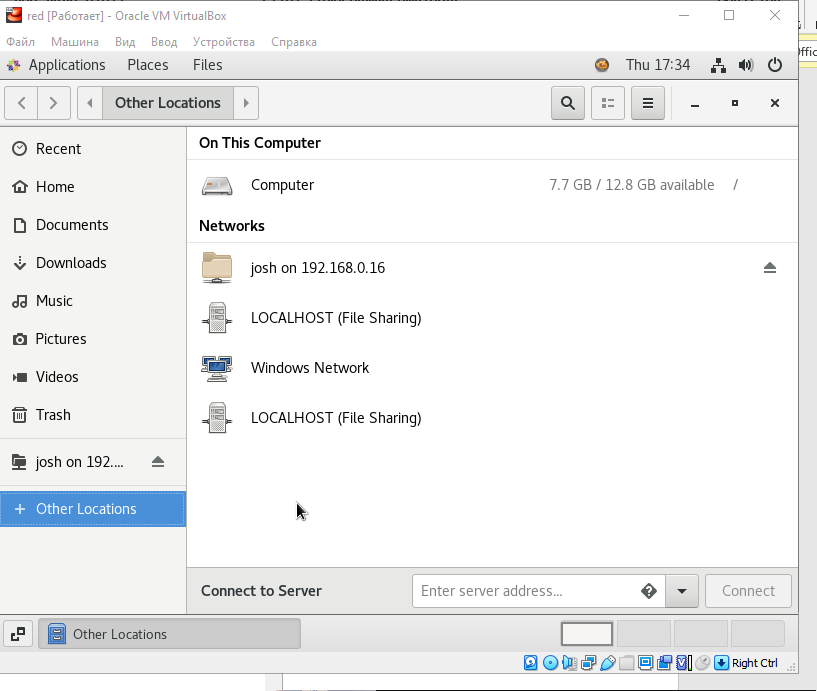 red [Работает] - Oracle VM VirtualBox
Файл Машина Вид Ввод Устройства Справка
Applications Places Files Thu 17:34
Other Locations
Recent
Home
Documents
Downloads
Music
Pictures
Videos
Trash
josh on 192....
+ Other Locations
On This Computer
Computer 7.7 GB / 12.8 GB available /
Networks
josh on 192.168.0.16
LOCALHOST (File Sharing)
Windows Network
LOCALHOST (File Sharing)
Connect to Server Enter server address... Connect
Other Locations
Right Ctrl